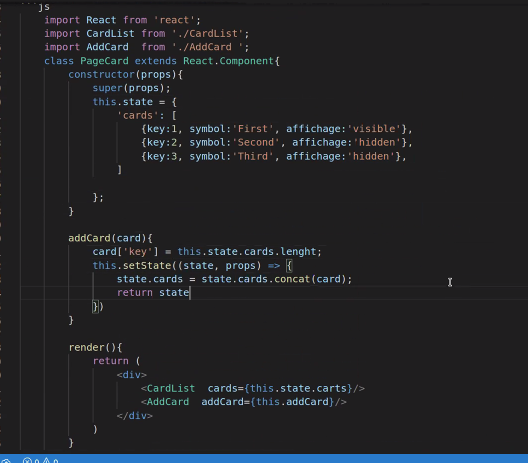 js
import React from 'react';
import CardList from './CardList';
import AddCard  from './AddCard ';
class PageCard extends React.Component{
constructor(props){
super(props);
this.state = {
'cards': [
{key:1, symbol:'First', affichage:'visible'},
{key:2, symbol:'Second', affichage:'hidden'},
{key:3, symbol:'Third', affichage:'hidden'},
]
};
}
addCard(card){
card['key'] = this.state.cards.lenght;
this.setState((state, props) => {
state.cards = state.cards.concat(card);
return state
})
}
render(){
return (
<div>
<CardList  cards={this.state.carts}/>
<AddCard  addCard={this.addCard}/>
</div>
)
}